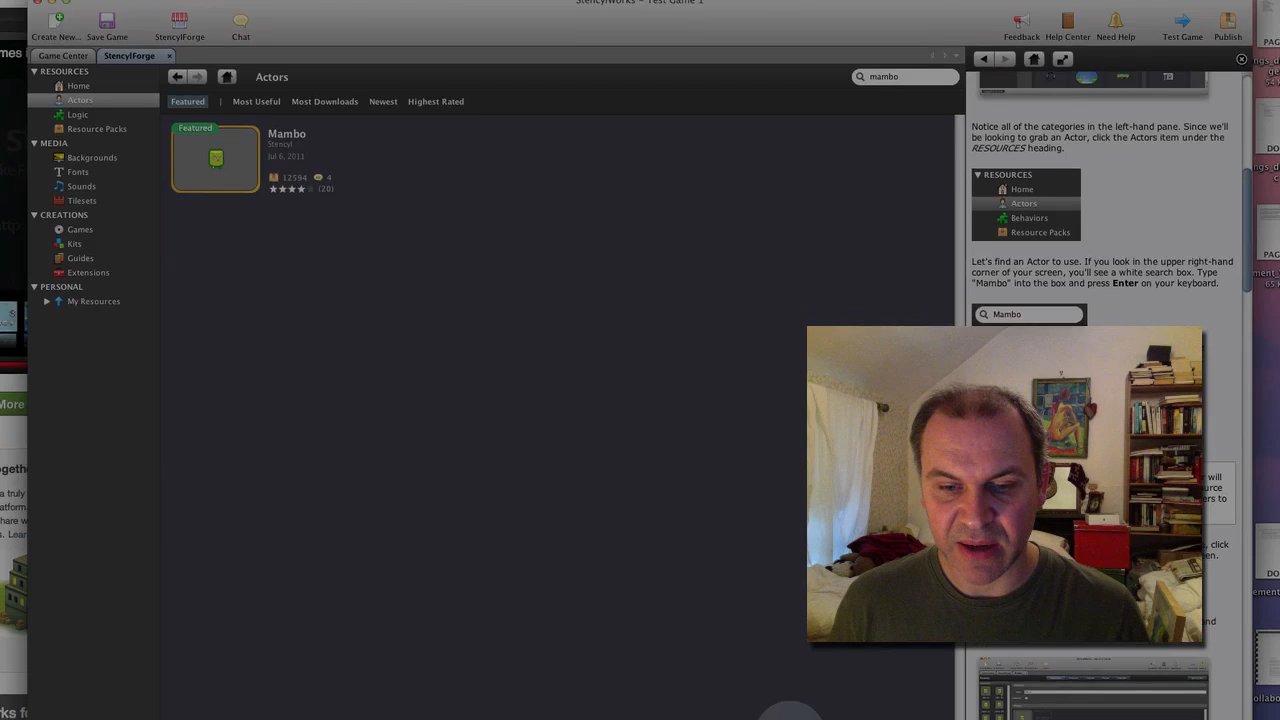 StencylWorks - Test Game 1
Create New...
Save Game
StencylForge
Chat
Feedback
Help Center
Need Help
Test Game
Publish
Game Center
StencylForge
RESOURCES
Home
Actors
Logic
Resource Packs
MEDIA
Backgrounds
Fonts
Sounds
Tilesets
CREATIONS
Games
Kits
Guides
Extensions
PERSONAL
My Resources
Actors
mambo
Featured | Most Useful Most Downloads Newest Highest Rated
Featured
Mambo
Stencyl
Jul 6, 2011
12594 4
(20)
Notice all of the categories in the left-hand pane. Since we'll
be looking to grab an Actor, click the Actors item under the
RESOURCES heading.
RESOURCES
Home
Actors
Behaviors
Resource Packs
Let's find an Actor to use. If you look in the upper right-hand
corner of your screen, you'll see a white search box. Type
"Mambo" into the box and press Enter on your keyboard.
Mambo
will
to
click
More
a truly
Lear